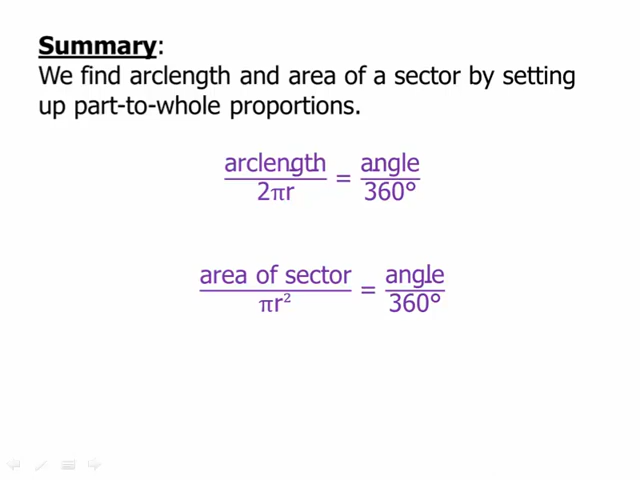 Summary:
We find arclength and area of a sector by setting
up part-to-whole proportions.
arclength = angle
2πr 360°
area of sector = angle
πr² 360°